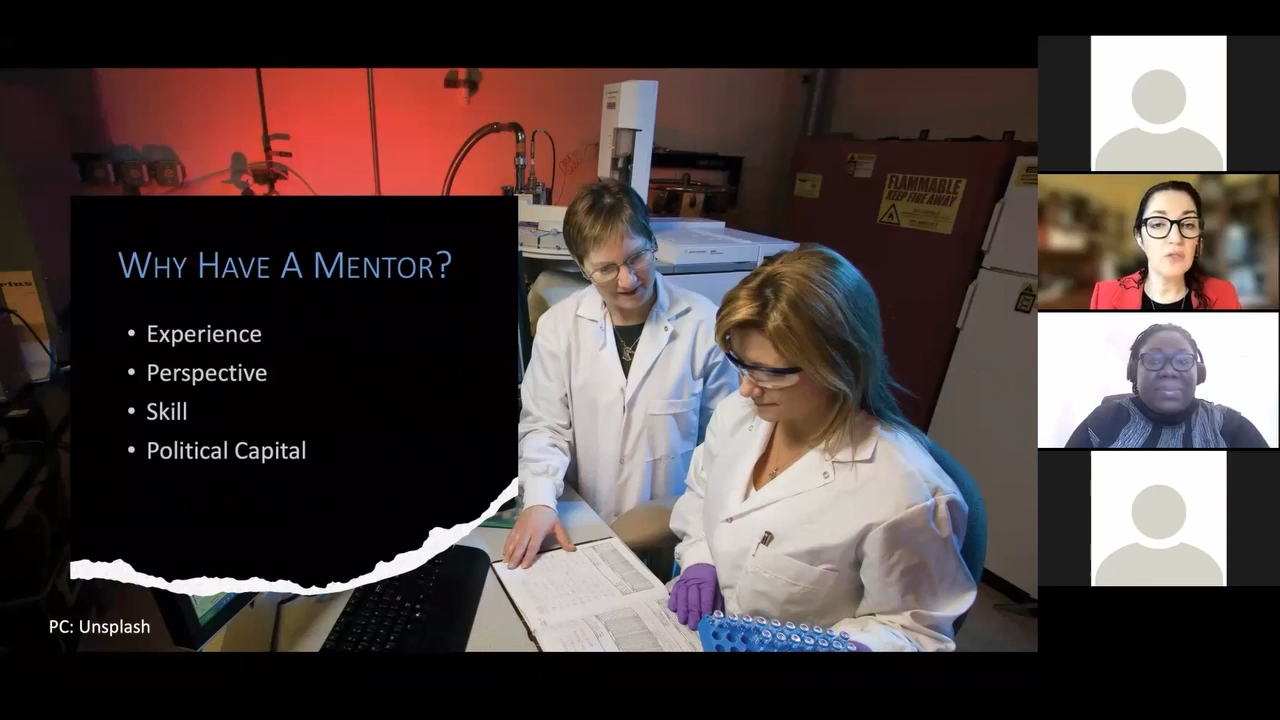 WHY HAVE A MENTOR?
• Experience
• Perspective
• Skill
• Political Capital
PC: Unsplash
FLAMMABLE
KEEP FIRE AWAY